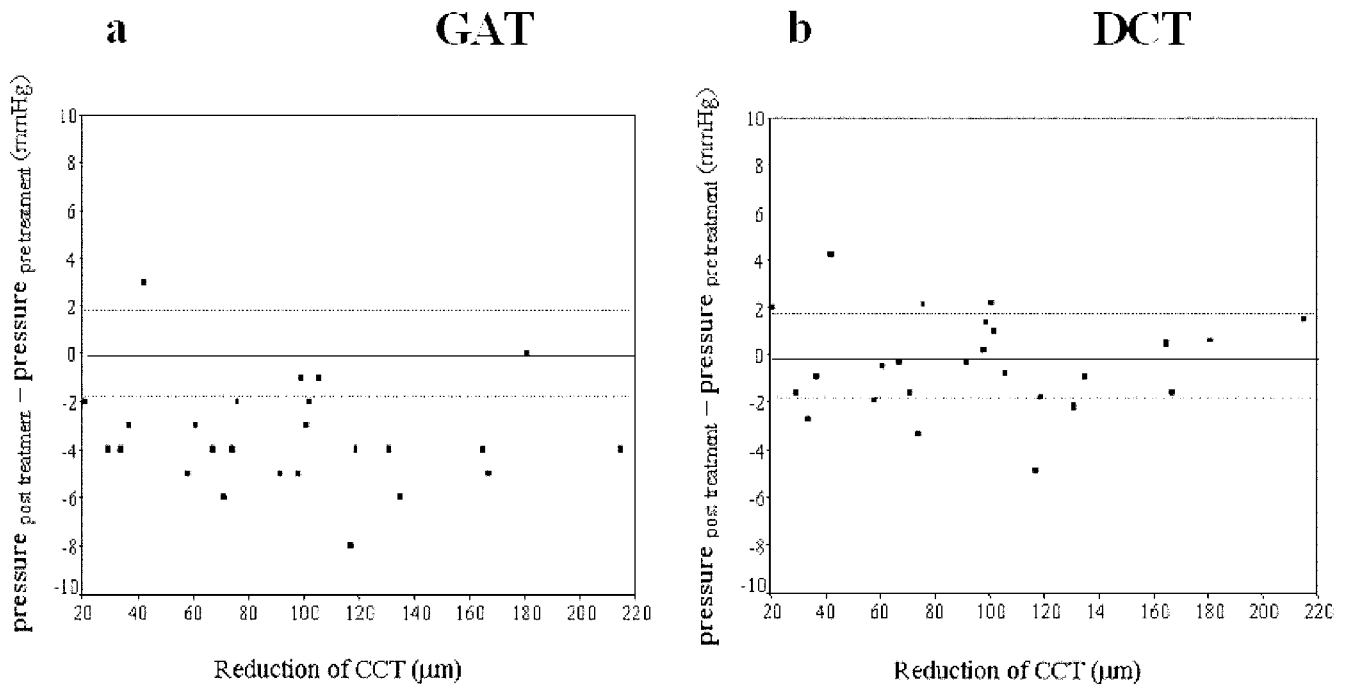 a GAT
pressure post treatment – pressure pre treatment (mmHg)
10
8
6
4
2
0
-2
-4
-6
-8
-10
20 40 60 80 100 120 140 160 180 200 220
Reduction of CCT (μm)
b DCT
pressure post treatment – pressure pretreatment (mmHg)
10
8
6
4
2
0
-2
-4
-6
-8
-10
20 40 60 80 100 120 14 160 180 200 220
Reduction of CCT (μm)